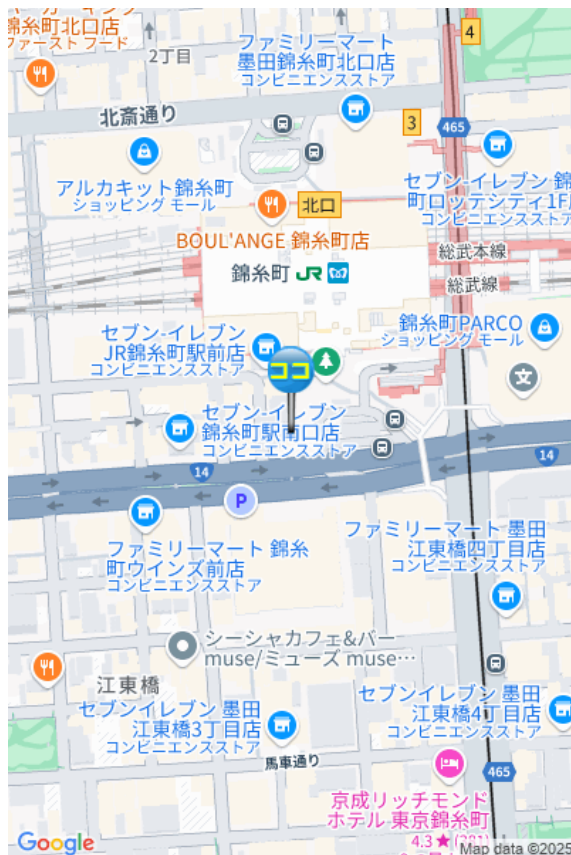 バーガーキング
錦糸町北口店
ファースト フード
2丁目
ファミリーマート
墨田錦糸町北口店
コンビニエンスストア
4
北斎通り
3
465
アルカキット錦糸町
ショッピング モール
セブン-イレブン 錦
町ロッテシティ1F
コンビニエンススト
北口
BOUL'ANGE 錦糸町店
総武本線
錦糸町 JR
総武線
セブン-イレブン
JR錦糸町駅前店
コンビニエンスストア
錦糸町PARCO
ショッピング モール
ココ
文
セブン-イレブン
錦糸町駅南口店
コンビニエンスストア
14
14
P
ファミリーマート 錦糸
町ウインズ前店
コンビニエンスストア
ファミリーマート 墨田
江東橋四丁目店
コンビニエンスストア
シーシャカフェ&バー
muse/ミューズ muse…
江東橋
セブンイレブン 墨田
江東橋3丁目店
コンビニエンスストア
セブン-イレブン 墨田
江東橋4丁目店
コンビニエンスストア
馬車通り
465
京成リッチモンド
ホテル 東京錦糸町
4.3★
Google
Map data ©2025